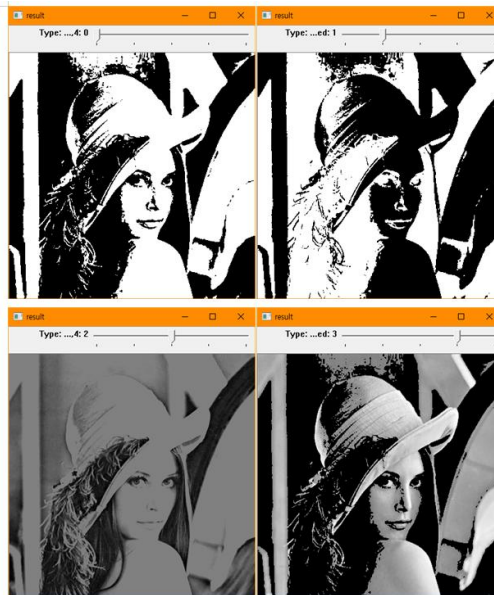 result
Type: ...,4: 0
result
Type: ...ed: 1
result
Type: ...,4: 2
result
Type: ...ed: 3